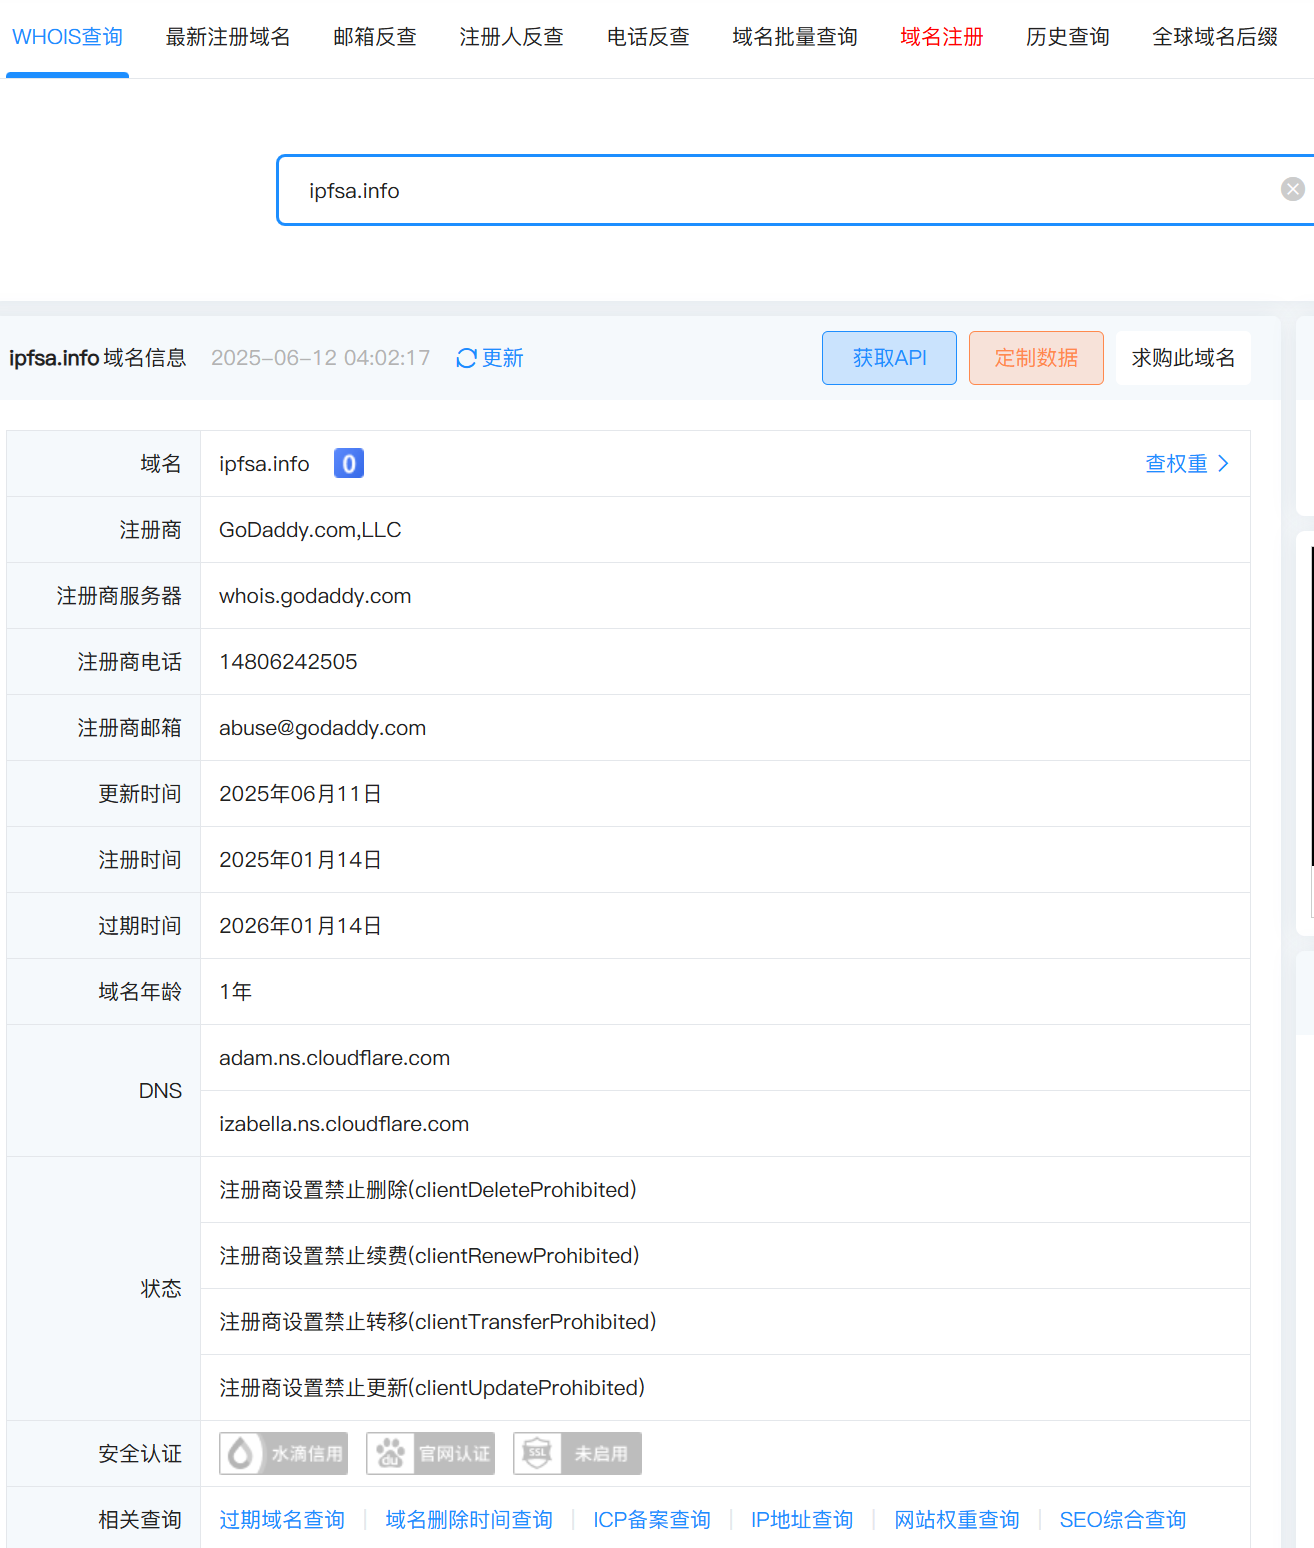 WHOIS查询 最新注册域名 邮箱反查 注册人反查 电话反查 域名批量查询 域名注册 历史查询 全球域名后缀
ipfsa.info
ipfsa.info 域名信息 2025-06-12 04:02:17 更新 获取API 定制数据 求购此域名
域名 ipfsa.info 0 查权重
注册商 GoDaddy.com,LLC
注册商服务器 whois.godaddy.com
注册商电话 14806242505
注册商邮箱 abuse@godaddy.com
更新时间 2025年06月11日
注册时间 2025年01月14日
过期时间 2026年01月14日
域名年龄 1年
DNS adam.ns.cloudflare.com
izabella.ns.cloudflare.com
状态 注册商设置禁止删除(clientDeleteProhibited)
注册商设置禁止续费(clientRenewProhibited)
注册商设置禁止转移(clientTransferProhibited)
注册商设置禁止更新(clientUpdateProhibited)
安全认证 水滴信用 du 官网认证 SSL 未启用
相关查询 过期域名查询 域名删除时间查询 ICP备案查询 IP地址查询 网站权重查询 SEO综合查询